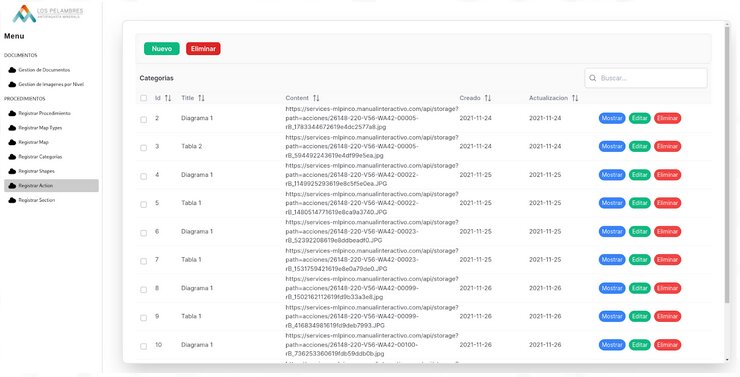 LOS PELAMBRES
ANTOFAGASTA MINERALS
Menu
DOCUMENTOS
Gestion de Documentos
Gestion de Imagenes por Nivel
PROCEDIMIENTOS
Registrar Procedimiento
Registrar Map Types
Registrar Map
Registrar Categorias
Registrar Shapes
Registrar Action
Registrar Section
Nuevo Eliminar
Categorias Buscar...
Id Title Content Creado Actualizacion
https://services-mlpinco.manualinteractivo.com/api/storage?
2 Diagrama 1 path=acciones/26148-220-V56-WA42-00005- 2021-11-24 2021-11-24 Mostrar Editar Eliminar
rB_1783344672619e4dc2577a8.jpg
https://services-mlpinco.manualinteractivo.com/api/storage?
3 Tabla 2 path=acciones/26148-220-V56-WA42-00005- 2021-11-24 2021-11-24 Mostrar Editar Eliminar
rB_594492243619e4df99e5ea.jpg
https://services-mlpinco.manualinteractivo.com/api/storage?
4 Diagrama 1 path=acciones/26148-220-V56-WA42-00022- 2021-11-25 2021-11-25 Mostrar Editar Eliminar
rB_1149925293619e8c5f5e0ea.JPG
https://services-mlpinco.manualinteractivo.com/api/storage?
5 Tabla 1 path=acciones/26148-220-V56-WA42-00022- 2021-11-25 2021-11-25 Mostrar Editar Eliminar
rB_1480514771619e8ca9a3740.JPG
https://services-mlpinco.manualinteractivo.com/api/storage?
6 Diagrama 1 path=acciones/26148-220-V56-WA42-00023- 2021-11-25 2021-11-25 Mostrar Editar Eliminar
rB_52392208619e8ddbeadf0.JPG
https://services-mlpinco.manualinteractivo.com/api/storage?
7 Tabla 1 path=acciones/26148-220-V56-WA42-00023- 2021-11-25 2021-11-25 Mostrar Editar Eliminar
rB_1531759421619e8e0a79de0.JPG
https://services-mlpinco.manualinteractivo.com/api/storage?
8 Diagrama 1 path=acciones/26148-220-V56-WA42-00099- 2021-11-26 2021-11-26 Mostrar Editar Eliminar
rB_1502162112619fd9b33a3e8.jpg
https://services-mlpinco.manualinteractivo.com/api/storage?
9 Tabla 1 path=acciones/26148-220-V56-WA42-00099- 2021-11-26 2021-11-26 Mostrar Editar Eliminar
rB_416834981619fd9deb7993.JPG
https://services-mlpinco.manualinteractivo.com/api/storage?
10 Diagrama 1 path=acciones/26148-220-V56-WA42-00100- 2021-11-26 2021-11-26 Mostrar Editar Eliminar
rB_736253360619fdb59ddb0b.jpg